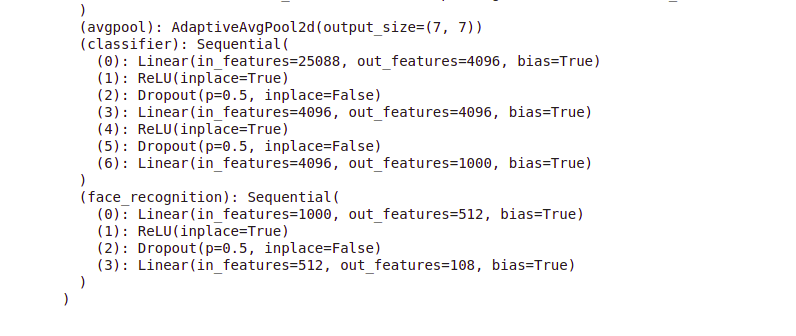 )
(avgpool): AdaptiveAvgPool2d(output_size=(7, 7))
(classifier): Sequential(
(0): Linear(in_features=25088, out_features=4096, bias=True)
(1): ReLU(inplace=True)
(2): Dropout(p=0.5, inplace=False)
(3): Linear(in_features=4096, out_features=4096, bias=True)
(4): ReLU(inplace=True)
(5): Dropout(p=0.5, inplace=False)
(6): Linear(in_features=4096, out_features=1000, bias=True)
)
(face_recognition): Sequential(
(0): Linear(in_features=1000, out_features=512, bias=True)
(1): ReLU(inplace=True)
(2): Dropout(p=0.5, inplace=False)
(3): Linear(in_features=512, out_features=108, bias=True)
)
)